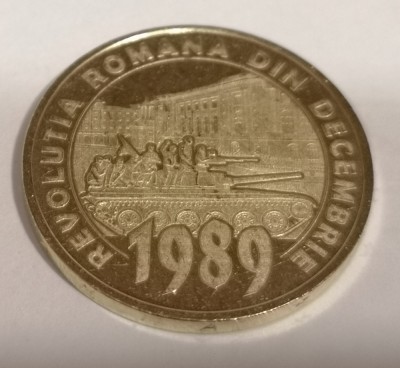 REVOLUTIA ROMANA DIN DECEMBRIE
1989